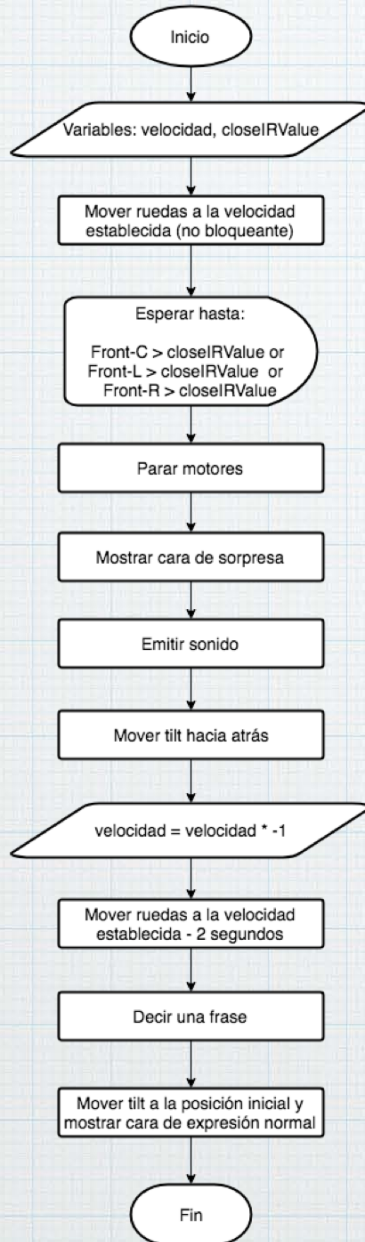 Inicio
Variables: velocidad, closeIRValue
Mover ruedas a la velocidad
establecida (no bloqueante)
Esperar hasta:
Front-C > closeIRValue or
Front-L > closeIRValue or
Front-R > closeIRValue
Parar motores
Mostrar cara de sorpresa
Emitir sonido
Mover tilt hacia atrás
velocidad = velocidad * -1
Mover ruedas a la velocidad
establecida - 2 segundos
Decir una frase
Mover tilt a la posición inicial y
mostrar cara de expresión normal
Fin